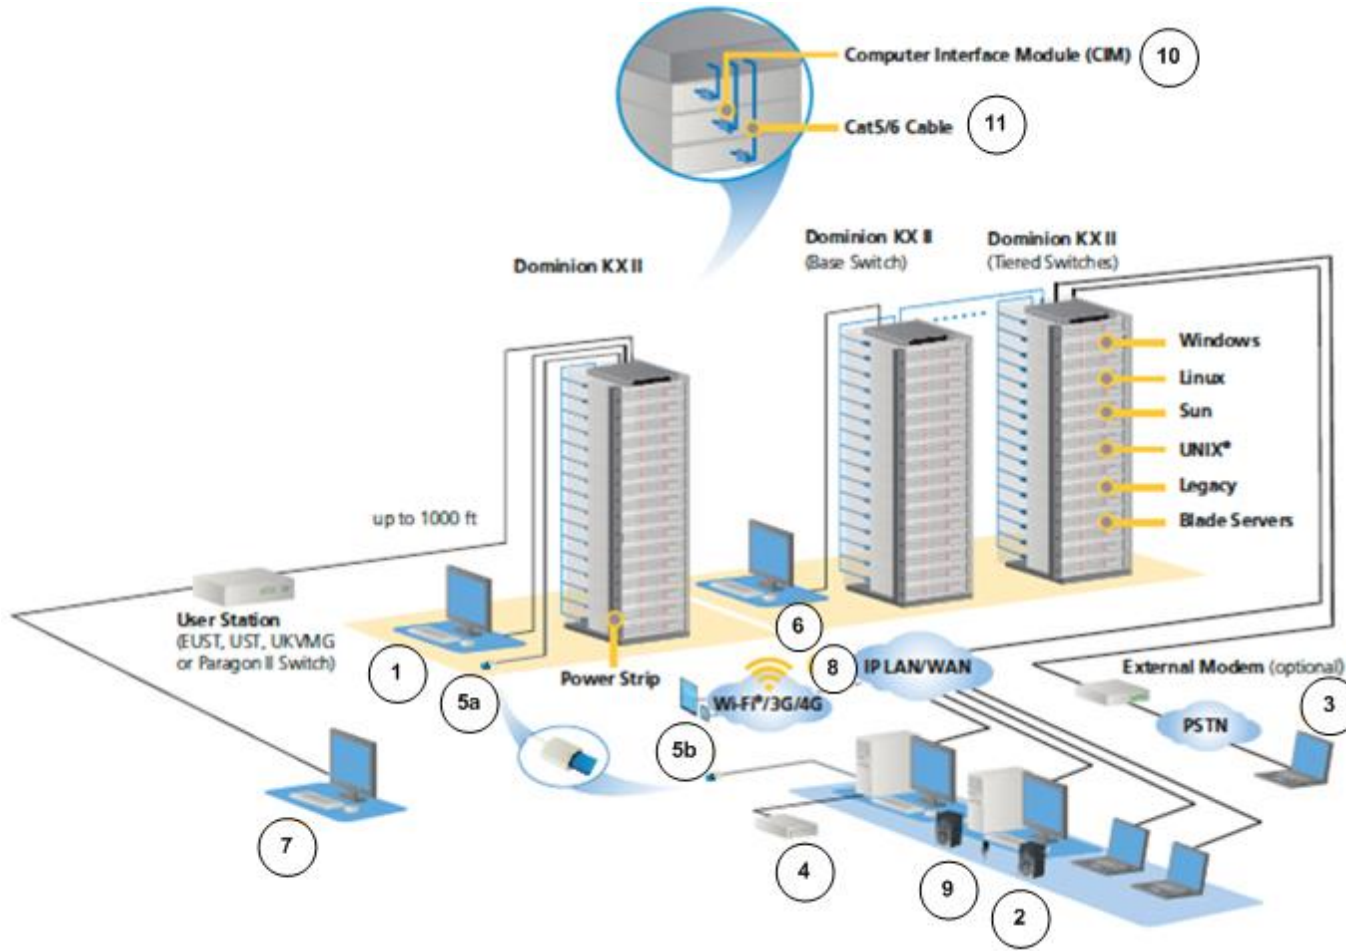 Computer Interface Module (CIM) 10
Cat5/6 Cable 11
Dominion KX II
Dominion KX II
(Base Switch)
Dominion KX II
(Tiered Switches)
Windows
Linux
Sun
UNIX®
Legacy
Blade Servers
up to 1000 ft
User Station
(EUST, UST, UKVMG
or Paragon II Switch)
1
5a
Power Strip
6
8
IP LAN/WAN
Wi-Fi®/3G/4G
5b
External Modem (optional)
3
PSTN
7
4
9
2